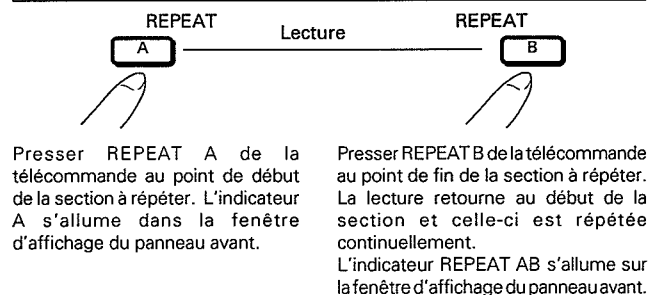 REPEAT
A
Lecture
REPEAT
B
Presser REPEAT A de la
télécommande au point de début
de la section à répéter. L'indicateur
A s'allume dans la fenêtre
d'affichage du panneau avant.
Presser REPEAT B de la télécommande
au point de fin de la section à répéter.
La lecture retourne au début de la
section et celle-ci est répétée
continuellement.
L'indicateur REPEAT AB s'allume sur
la fenêtre d'affichage du panneau avant.